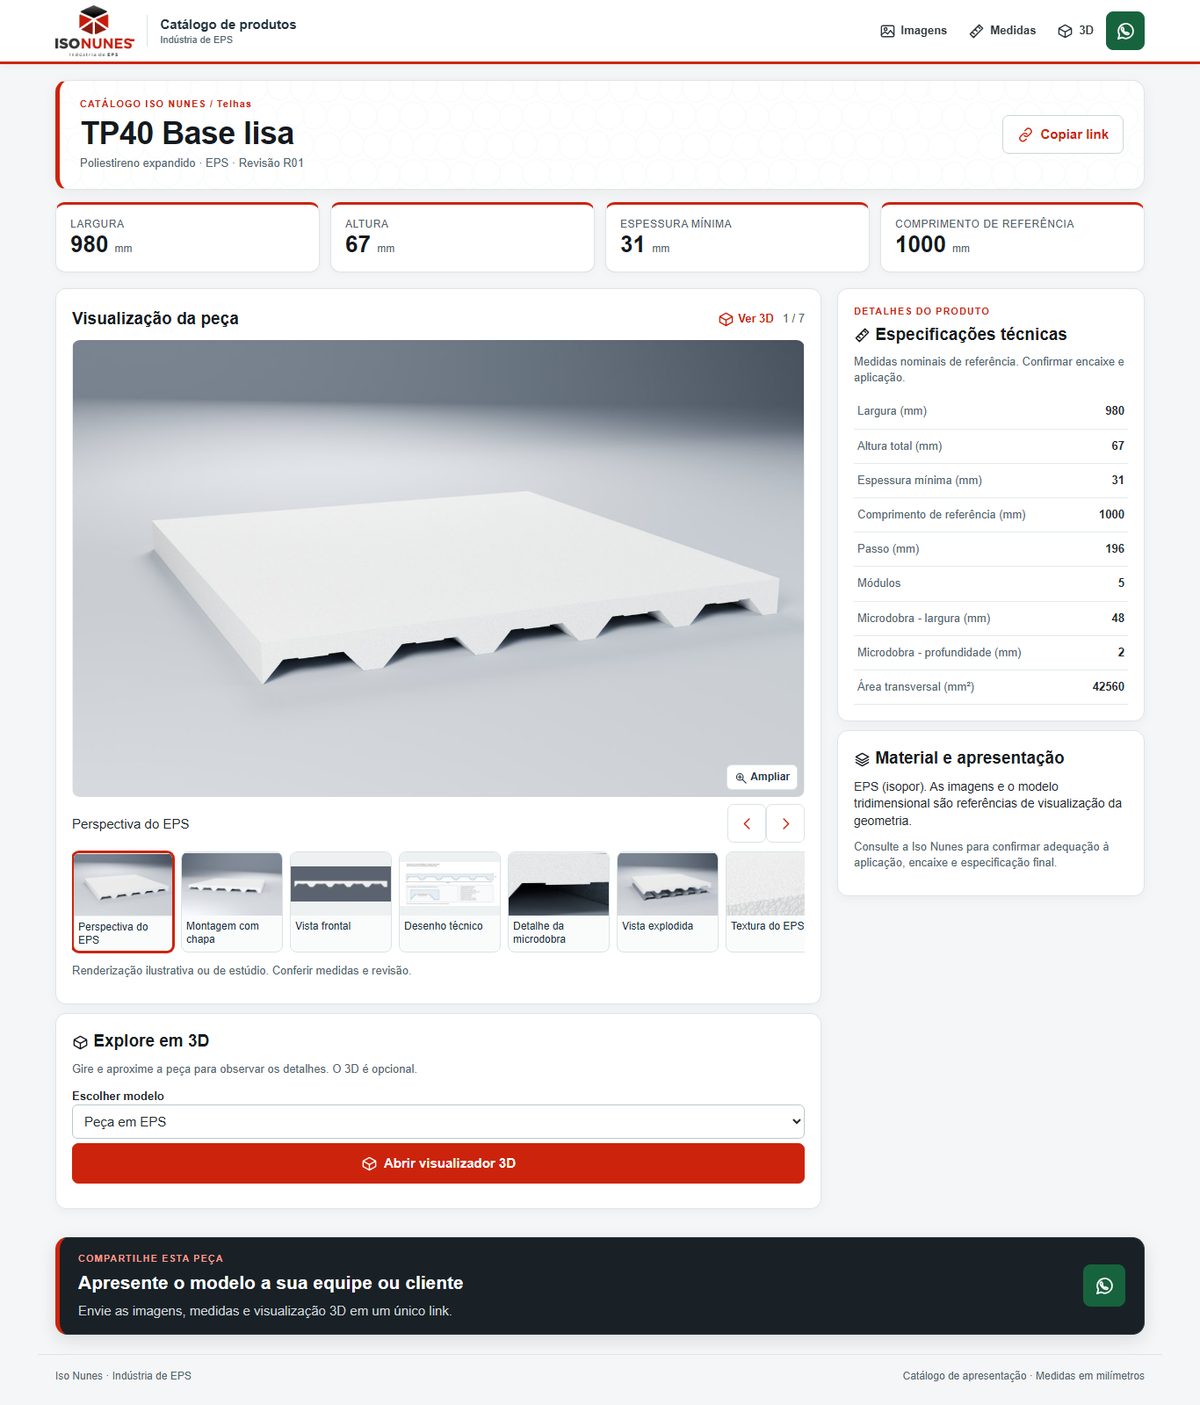 ISONUNES
Indústria de EPS
Catálogo de produtos
Indústria de EPS
Imagens
Medidas
3D
CATÁLOGO ISO NUNES / Telhas
TP40 Base lisa
Poliestireno expandido · EPS · Revisão R01
Copiar link
LARGURA
980 mm
ALTURA
67 mm
ESPESSURA MÍNIMA
31 mm
COMPRIMENTO DE REFERÊNCIA
1000 mm
Visualização da peça
Ver 3D 1 / 7
Ampliar
Perspectiva do EPS
Perspectiva do
EPS
Montagem com
chapa
Vista frontal
Desenho técnico
Detalhe da
microdobra
Vista explodida
Textura do EPS
Renderização ilustrativa ou de estúdio. Conferir medidas e revisão.
Explore em 3D
Gire e aproxime a peça para observar os detalhes. O 3D é opcional.
Escolher modelo
Peça em EPS
Abrir visualizador 3D
DETALHES DO PRODUTO
Especificações técnicas
Medidas nominais de referência. Confirmar encaixe e
aplicação.
Largura (mm) 980
Altura total (mm) 67
Espessura mínima (mm) 31
Comprimento de referência (mm) 1000
Passo (mm) 196
Módulos 5
Microdobra - largura (mm) 48
Microdobra - profundidade (mm) 2
Área transversal (mm²) 42560
Material e apresentação
EPS (isopor). As imagens e o modelo
tridimensional são referências de visualização da
geometria.
Consulte a Iso Nunes para confirmar adequação à
aplicação, encaixe e especificação final.
COMPARTILHE ESTA PEÇA
Apresente o modelo a sua equipe ou cliente
Envie as imagens, medidas e visualização 3D em um único link.
Iso Nunes · Indústria de EPS
Catálogo de apresentação · Medidas em milímetros